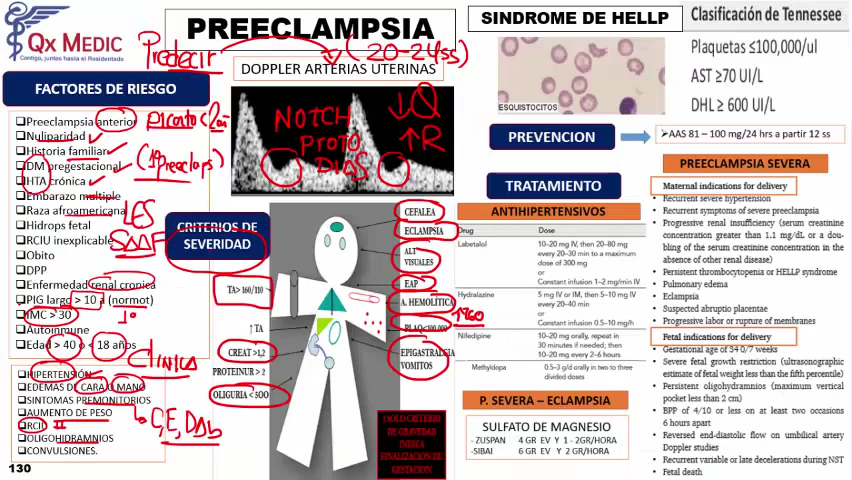 Qx MEDIC
Contigo, juntos hasta el Residentado
FACTORES DE RIESGO
❑Preeclampsia anterior
❑Nuliparidad
❑Historia familiar
❑DM pregestacional
❑HTA crónica
❑Embarazo multiple
❑Raza afroamericana
❑Hidrops fetal
❑RCIU inexplicable
❑Obito
❑DPP
❑Enfermedad renal cronica
❑PIG largo > 10 a (normot)
❑IMC > 30
❑Autoinmune
❑Edad > 40 o < 18 años
LES
SAAF
1º
CLINICA
❑HIPERTENSIÓN
❑EDEMAS DE CARA O MANO
❑SINTOMAS PREMONITORIOS
❑AUMENTO DE PESO
❑RCIU
❑OLIGOHIDRAMNIOS
❑CONVULSIONES.
II
C, E, DAb
130
PREECLAMPSIA
Predecir
(20-24ss)
DOPPLER ARTERIAS UTERINAS
(1º preeclaps)
NOTCH
PROTO
DIAS
↓Q
↑R
CRITERIOS DE
SEVERIDAD
TA>160/110
↑ TA
CREAT >1,2
PROTEINUR > 2
OLIGURIA < 500
CEFALEA
ECLAMPSIA
ALT
VISUALES
EAP
A. HEMOLÍTICA
PLAQ<100,000
EPIGASTRALGIA
VOMITOS
1 SOLO CRITERIO
DE GRAVEDAD
INDICA
FINALIZACION DE
GESTACION
SINDROME DE HELLP
ESQUISTOCITOS
Clasificación de Tennessee
Plaquetas ≤100,000/ul
AST ≥70 UI/L
DHL ≥ 600 UI/L
PREVENCION
➢AAS 81 – 100 mg/24 hrs a partir 12 ss
TRATAMIENTO
ANTIHIPERTENSIVOS
Drug Dose
Labetalol 10–20 mg IV, then 20–80 mg
every 20–30 min to a maximum
dose of 300 mg
or
Constant infusion 1–2 mg/min IV
Hydralazine 5 mg IV or IM, then 5–10 mg IV
every 20–40 min
or
Constant infusion 0.5–10 mg/h
Nifedipine 10–20 mg orally, repeat in
30 minutes if needed; then
10–20 mg every 2–6 hours
Methyldopa 0.5–3 g/d orally in two to three
divided doses
P. SEVERA – ECLAMPSIA
SULFATO DE MAGNESIO
- ZUSPAN 4 GR EV Y 1 - 2GR/HORA
-SIBAI 6 GR EV Y 2 GR/HORA
PREECLAMPSIA SEVERA
Maternal indications for delivery
• Recurrent severe hypertension
• Recurrent symptoms of severe preeclampsia
• Progressive renal insufficiency (serum creatinine
concentration greater than 1.1 mg/dL or a dou-
bling of the serum creatinine concentration in the
absence of other renal disease)
• Persistent thrombocytopenia or HELLP syndrome
• Pulmonary edema
• Eclampsia
• Suspected abruptio placentae
• Progressive labor or rupture of membranes
Fetal indications for delivery
• Gestational age of 34 0/7 weeks
• Severe fetal growth restriction (ultrasonographic
estimate of fetal weight less than the fifth percentile)
• Persistent oligohydramnios (maximum vertical
pocket less than 2 cm)
• BPP of 4/10 or less on at least two occasions
6 hours apart
• Reversed end-diastolic flow on umbilical artery
Doppler studies
• Recurrent variable or late decelerations during NST
• Fetal death